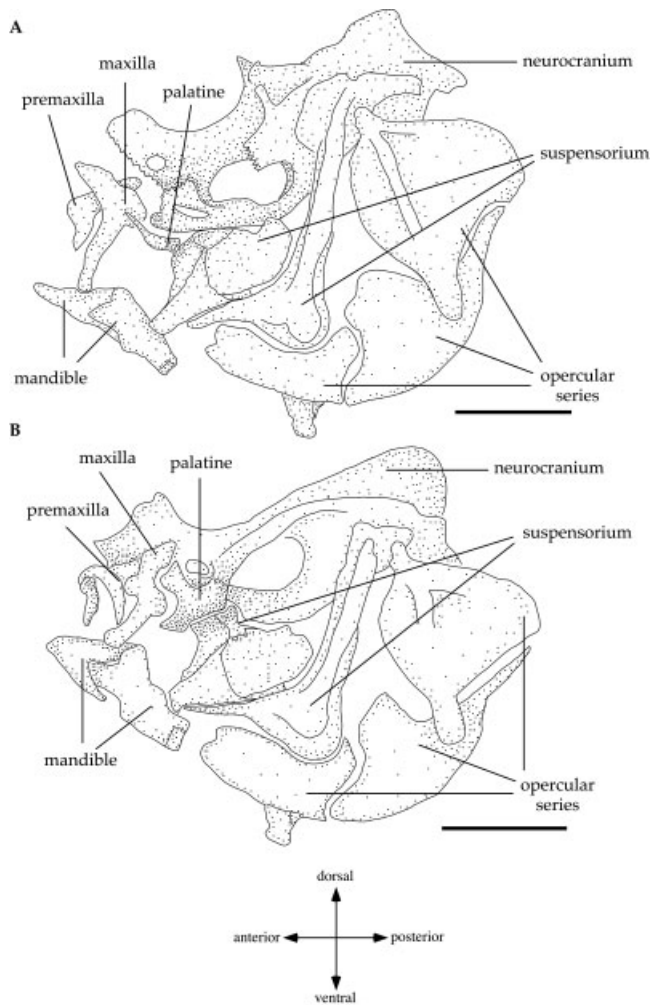 A
maxilla
neurocranium
premaxilla
palatine
suspensorium
mandible
opercular
series
B
maxilla
palatine
neurocranium
premaxilla
suspensorium
mandible
opercular
series
dorsal
anterior
posterior
ventral